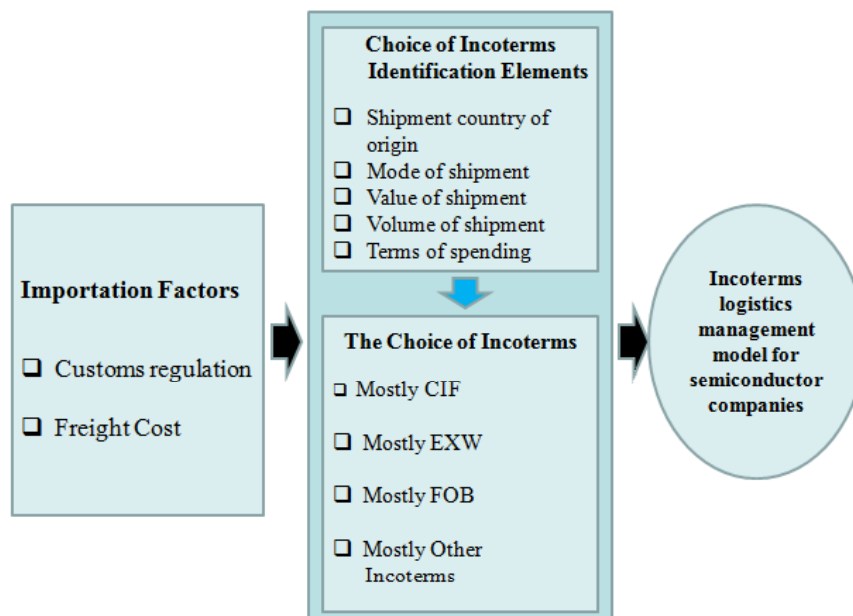 Importation Factors
❑ Customs regulation
❑ Freight Cost
Choice of Incoterms
Identification Elements
❑ Shipment country of
origin
❑ Mode of shipment
❑ Value of shipment
❑ Volume of shipment
❑ Terms of spending
The Choice of Incoterms
❑ Mostly CIF
❑ Mostly EXW
❑ Mostly FOB
❑ Mostly Other
Incoterms
Incoterms
logistics
management
model for
semiconductor
companies